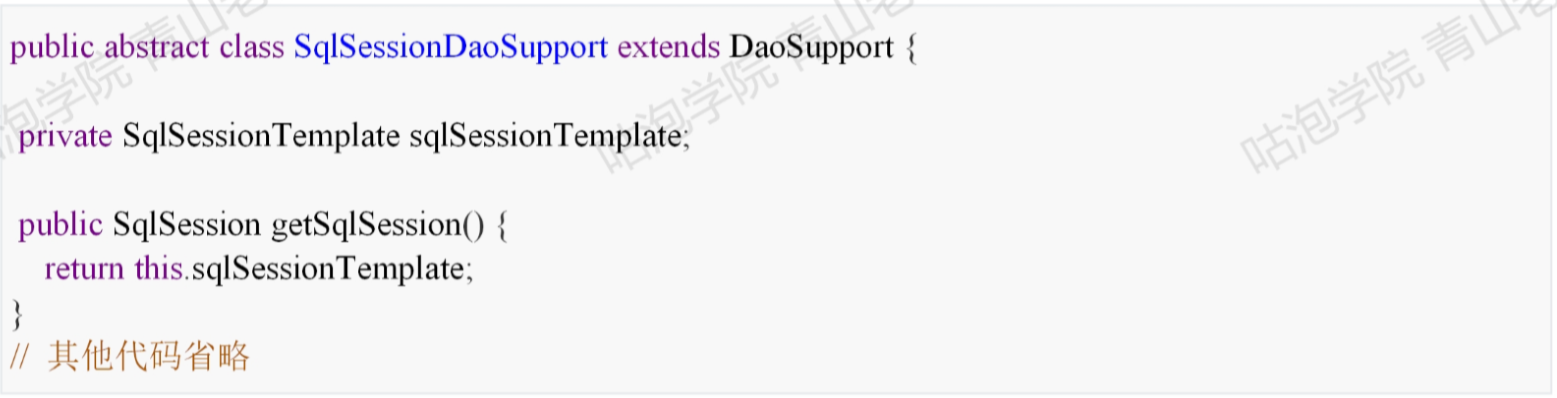 public abstract class SqlSessionDaoSupport extends DaoSupport {
private SqlSessionTemplate sqlSessionTemplate;
public SqlSession getSqlSession() {
return this.sqlSessionTemplate;
}
// 其他代码省略
泡学院 青山老
咕泡学院 青山老
咕泡学院 青山老